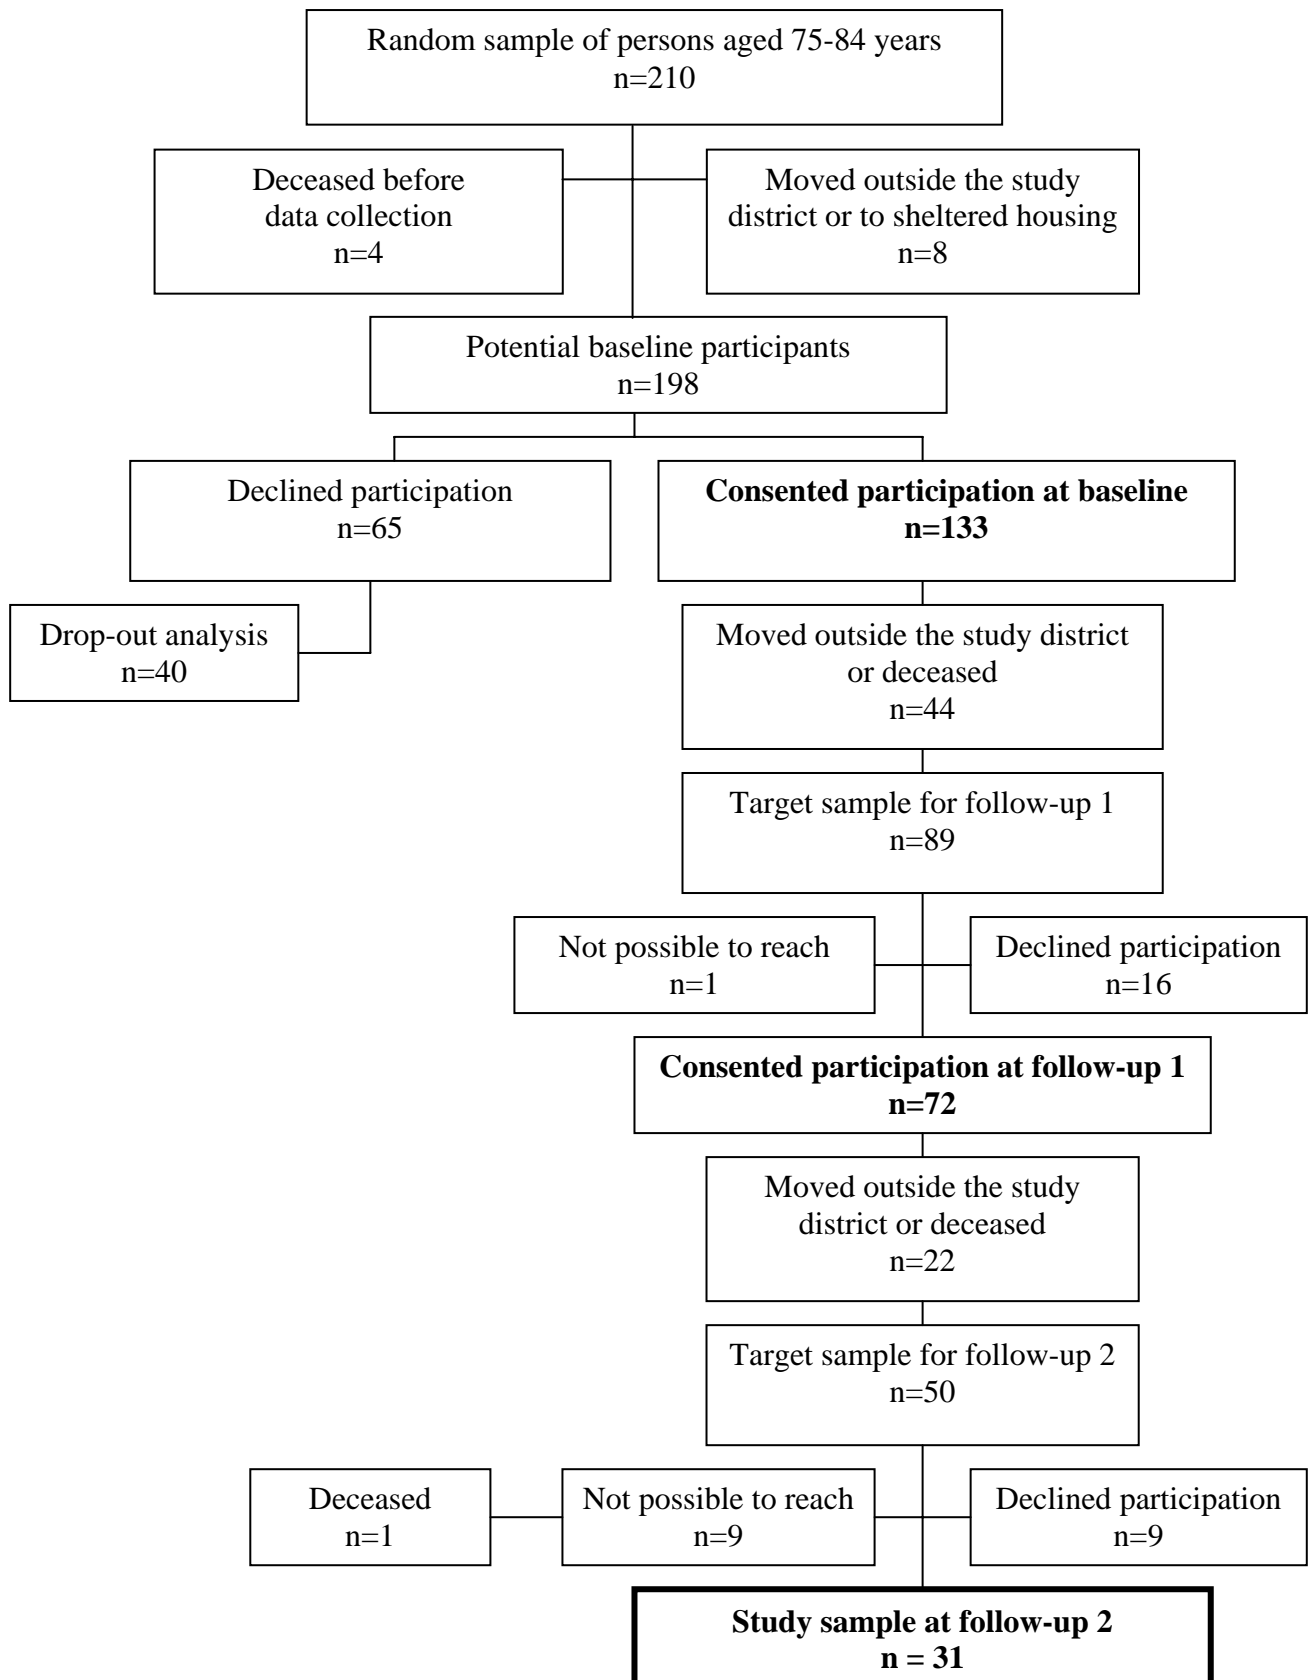 Random sample of persons aged 75-84 years
n=210
Deceased before
data collection
n=4
Moved outside the study
district or to sheltered housing
n=8
Potential baseline participants
n=198
Declined participation
n=65
Consented participation at baseline
n=133
Drop-out analysis
n=40
Moved outside the study district
or deceased
n=44
Target sample for follow-up 1
n=89
Not possible to reach
n=1
Declined participation
n=16
Consented participation at follow-up 1
n=72
Moved outside the study
district or deceased
n=22
Target sample for follow-up 2
n=50
Deceased
n=1
Not possible to reach
n=9
Declined participation
n=9
Study sample at follow-up 2
n = 31